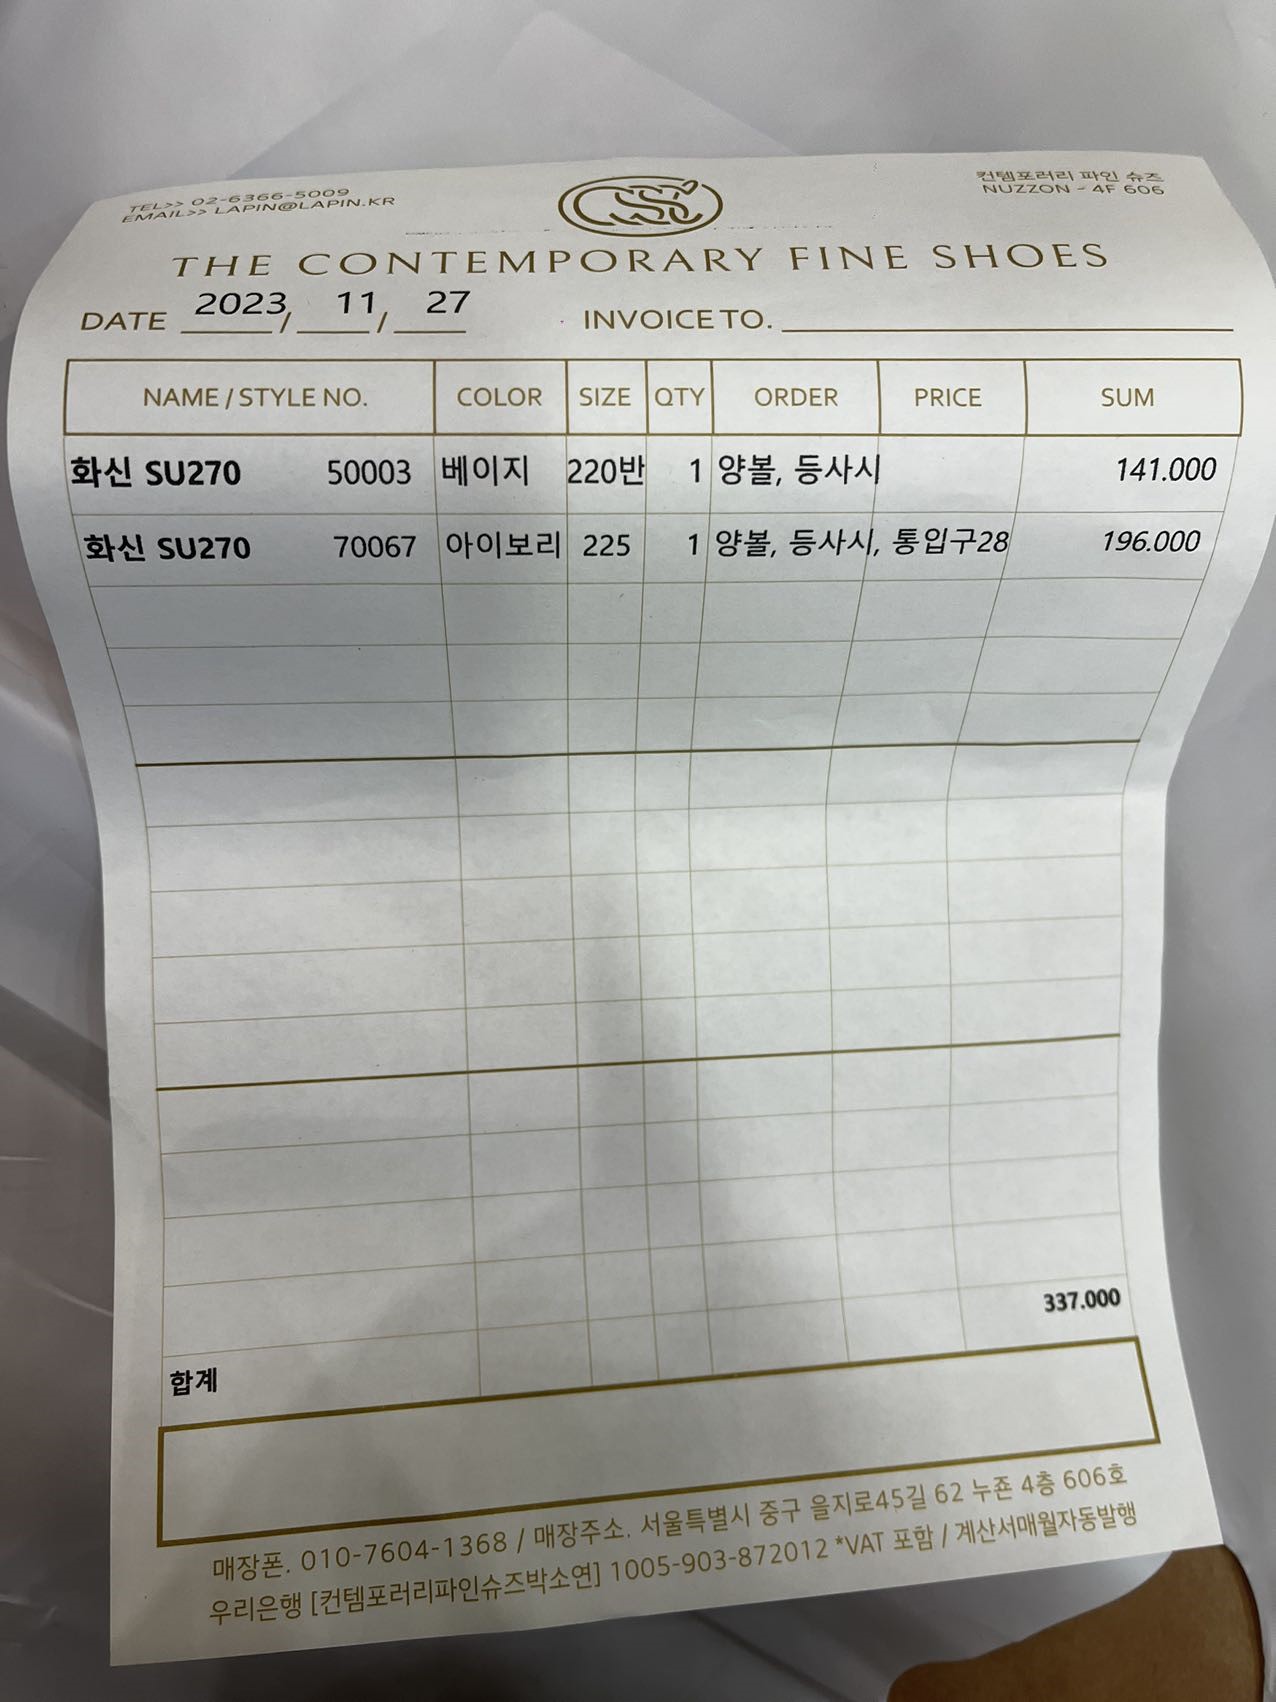 TEL>> 02-6366-5009
EMAIL>> LAPIN@LAPIN.KR
컨템포러리 파인 슈즈
NUZZON - 4F 606
THE CONTEMPORARY FINE SHOES
DATE 2023 / 11 / 27 INVOICE TO.
NAME / STYLE NO. COLOR SIZE QTY ORDER PRICE SUM
화신 SU270 50003 베이지 220반 1 양볼, 등사시 141.000
화신 SU270 70067 아이보리 225 1 양볼, 등사시, 통입구28 196.000
337.000
합계
매장폰. 010-7604-1368 / 매장주소. 서울특별시 중구 을지로45길 62 누죤 4층 606호
우리은행 [컨템포러리파인슈즈박소연] 1005-903-872012 *VAT 포함 / 계산서매월자동발행